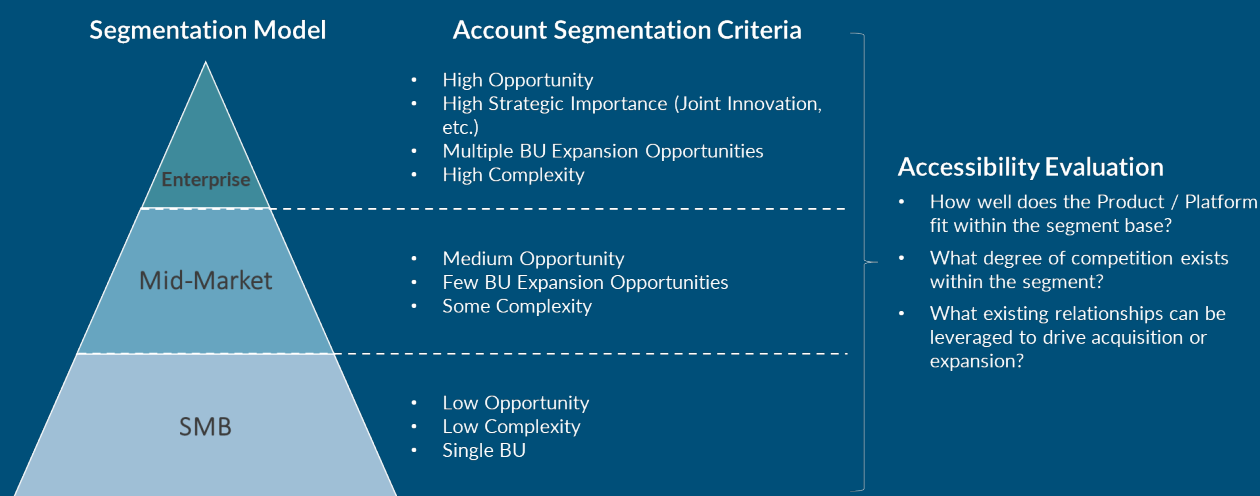 Segmentation Model
Account Segmentation Criteria
Enterprise
• High Opportunity
• High Strategic Importance (Joint Innovation,
etc.)
• Multiple BU Expansion Opportunities
• High Complexity
Mid-Market
• Medium Opportunity
• Few BU Expansion Opportunities
• Some Complexity
SMB
• Low Opportunity
• Low Complexity
• Single BU
Accessibility Evaluation
• How well does the Product / Platform
fit within the segment base?
• What degree of competition exists
within the segment?
• What existing relationships can be
leveraged to drive acquisition or
expansion?